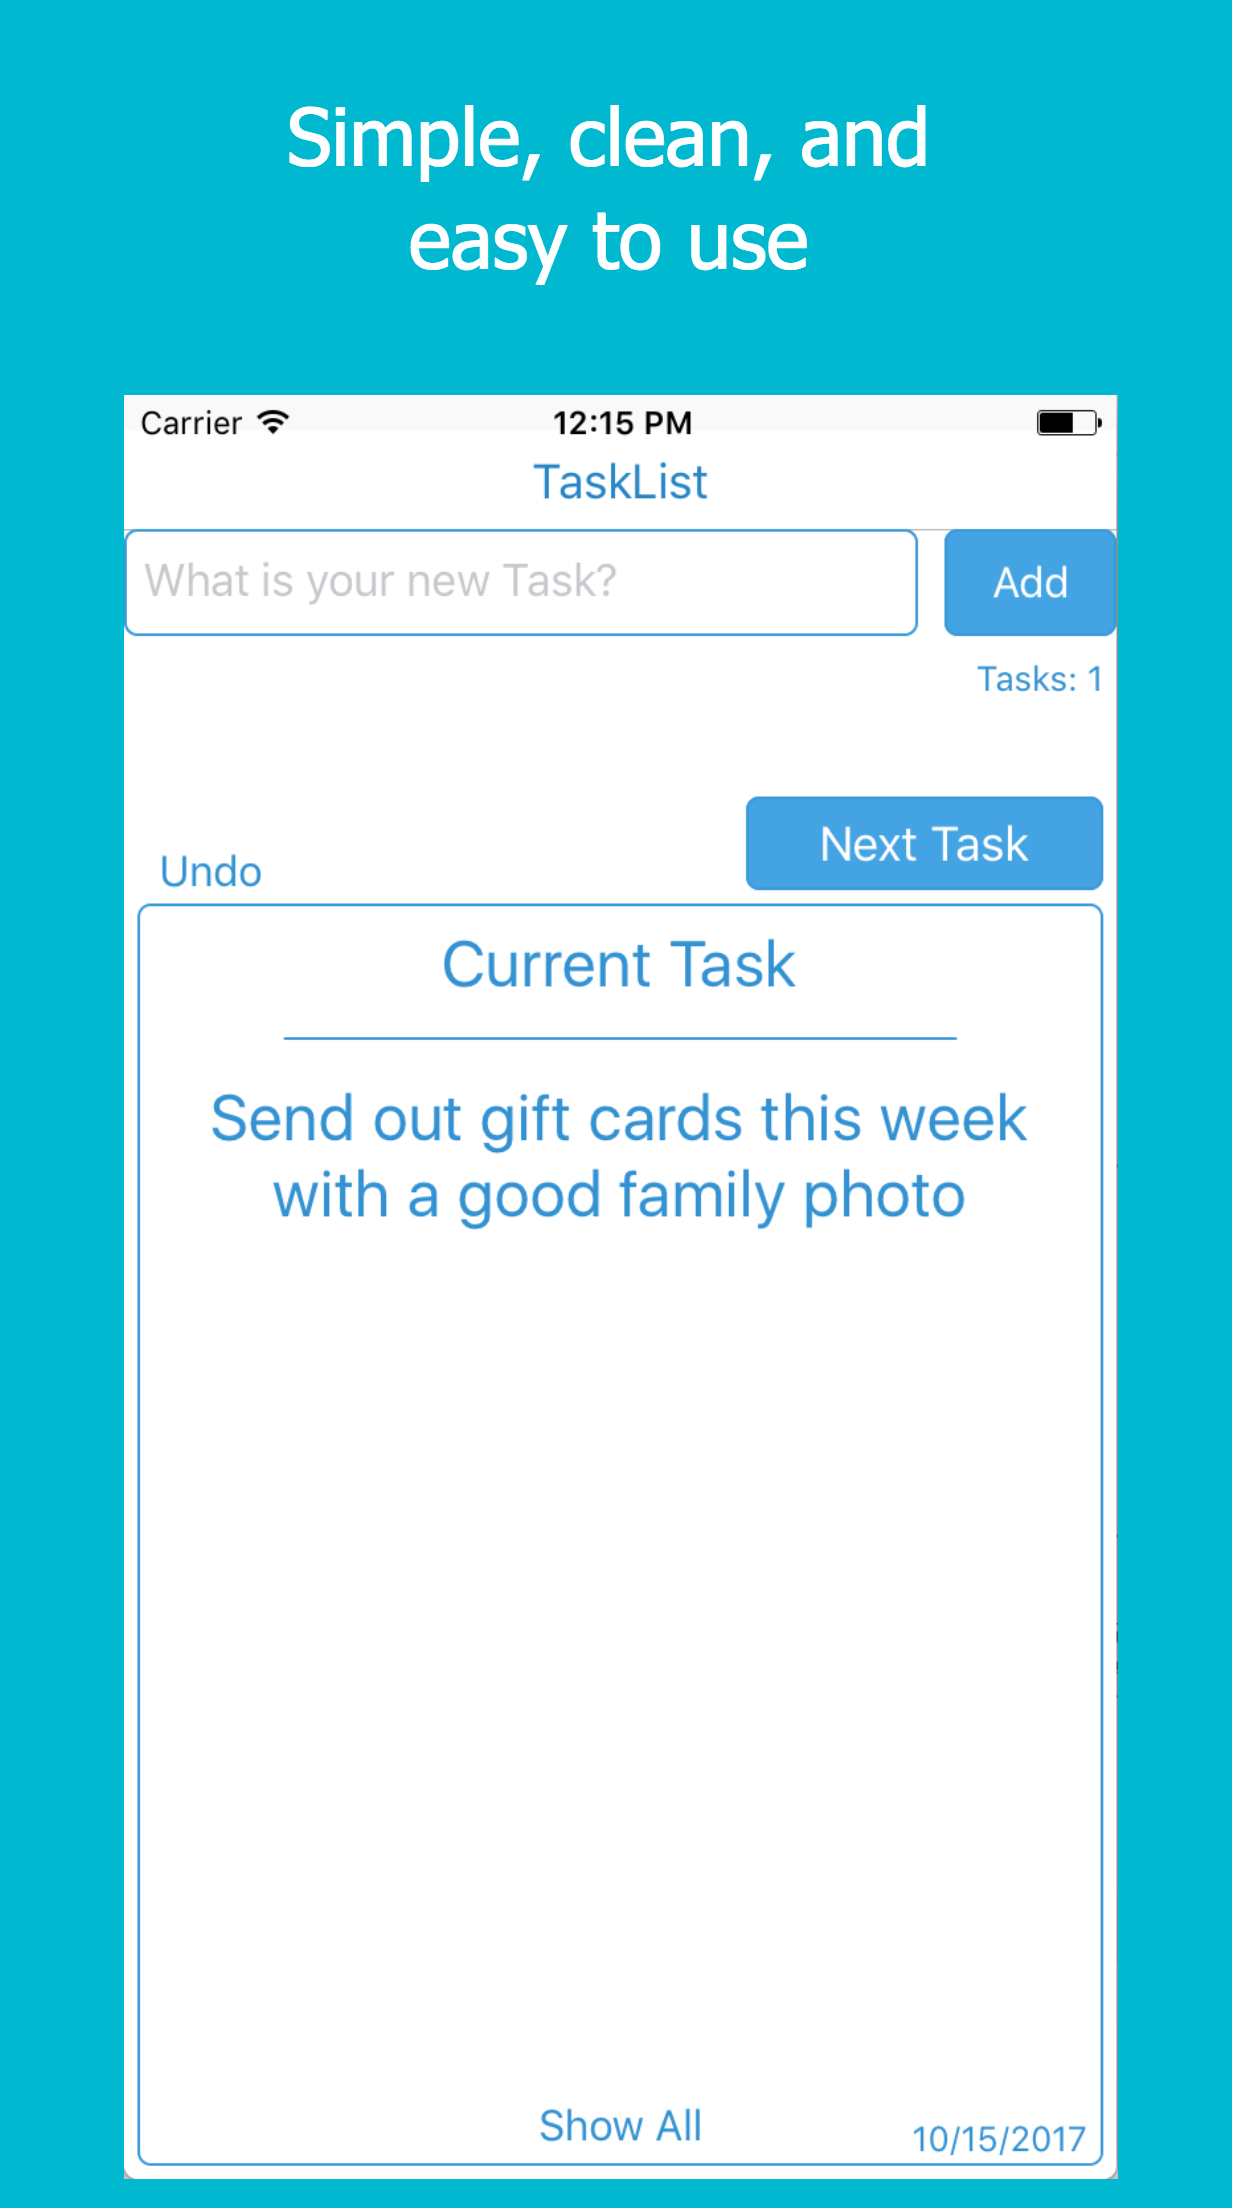 Simple, clean, and
easy to use
Carrier 12:15 PM
TaskList
What is your new Task? Add
Tasks: 1
Next Task
Undo
Current Task
Send out gift cards this week
with a good family photo
Show All
10/15/2017